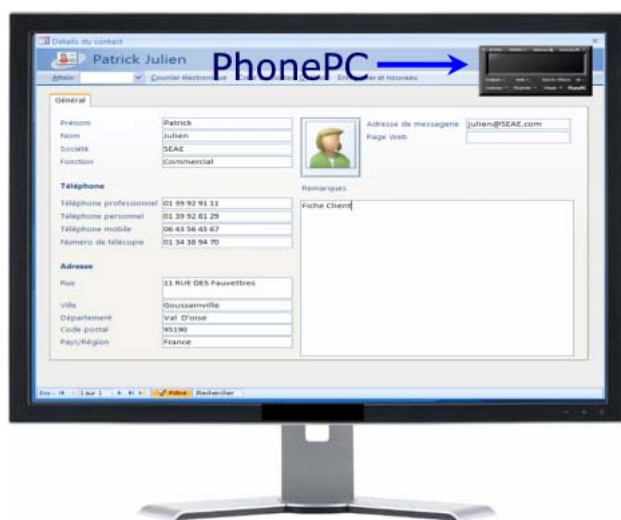 Détails du contact
Patrick Julien
PhonePC
Atteindre Courrier électronique
et nouveau
Général
Prénom Patrick
Nom Julien
Société SEAE
Fonction Commercial
Adresse de messagerie julien@SEAE.com
Page Web
Téléphone
Téléphone professionnel 01 39 92 91 11
Téléphone personnel 01 39 92 81 29
Téléphone mobile 06 43 56 45 67
Numéro de télécopie 01 34 38 94 70
Remarques
Fiche Client
Adresse
Rue 11 RUE DES Fauvettres
Ville Goussainville
Département Val D'oise
Code postal 95190
Pays/Région France
1 sur 1 Filtré Rechercher